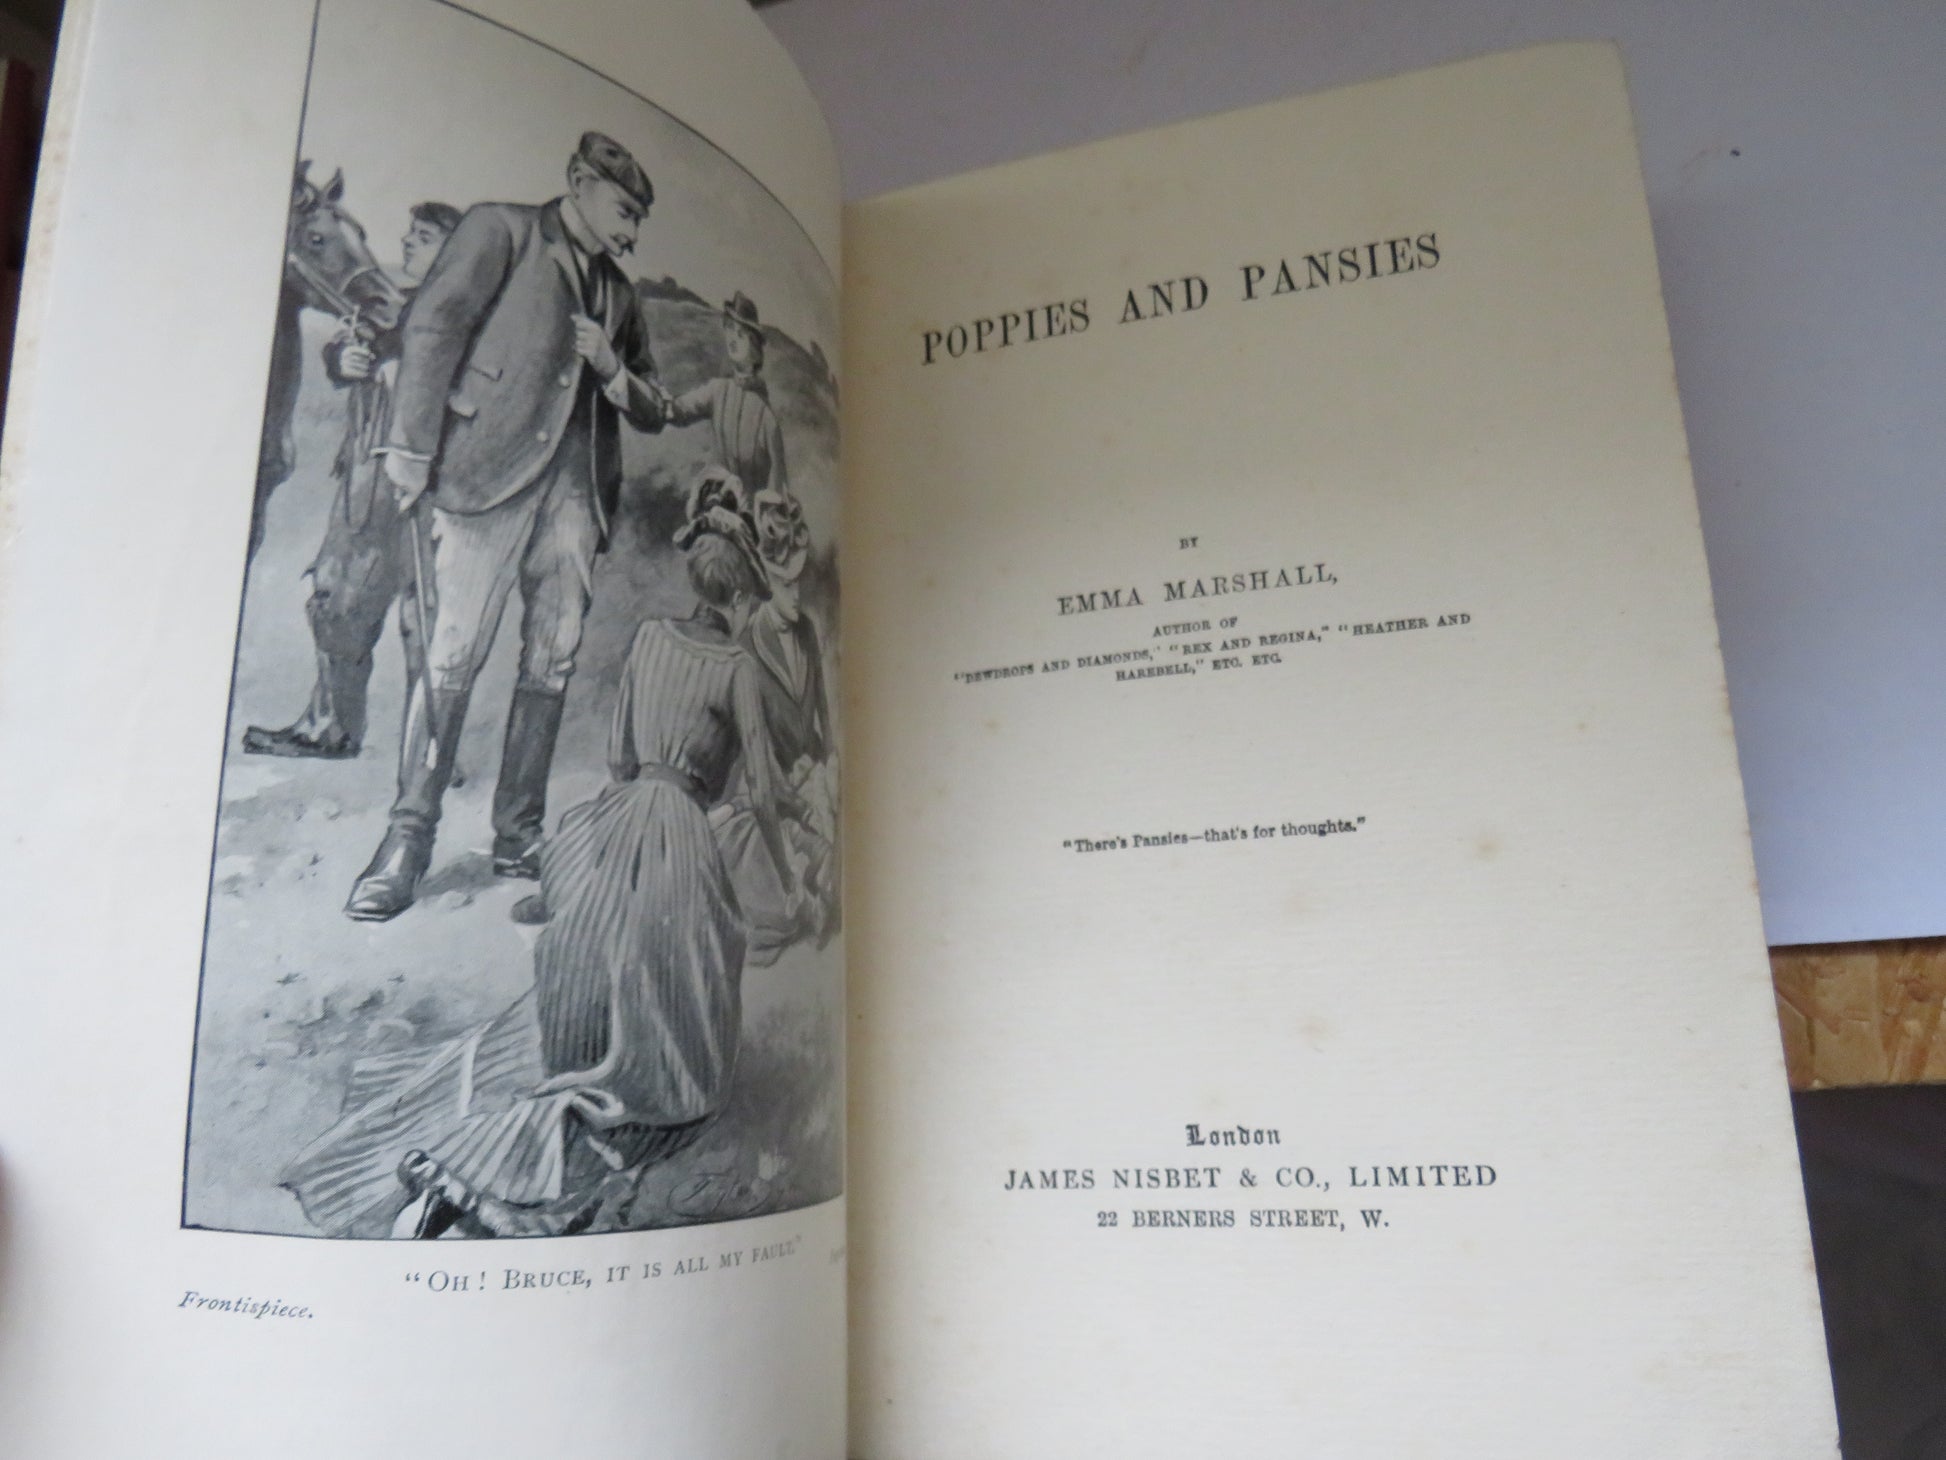 "OH! BRUCE, IT IS ALL MY FAULT"
Frontispiece.
POPPIES AND PANSIES
BY
EMMA MARSHALL,
AUTHOR OF
"DEWDROPS AND DIAMONDS," "REX AND REGINA," "HEATHER AND
HAREBELL," ETC. ETC.
"There's Pansies—that's for thoughts."
London
JAMES NISBET & CO., LIMITED
22 BERNERS STREET, W.